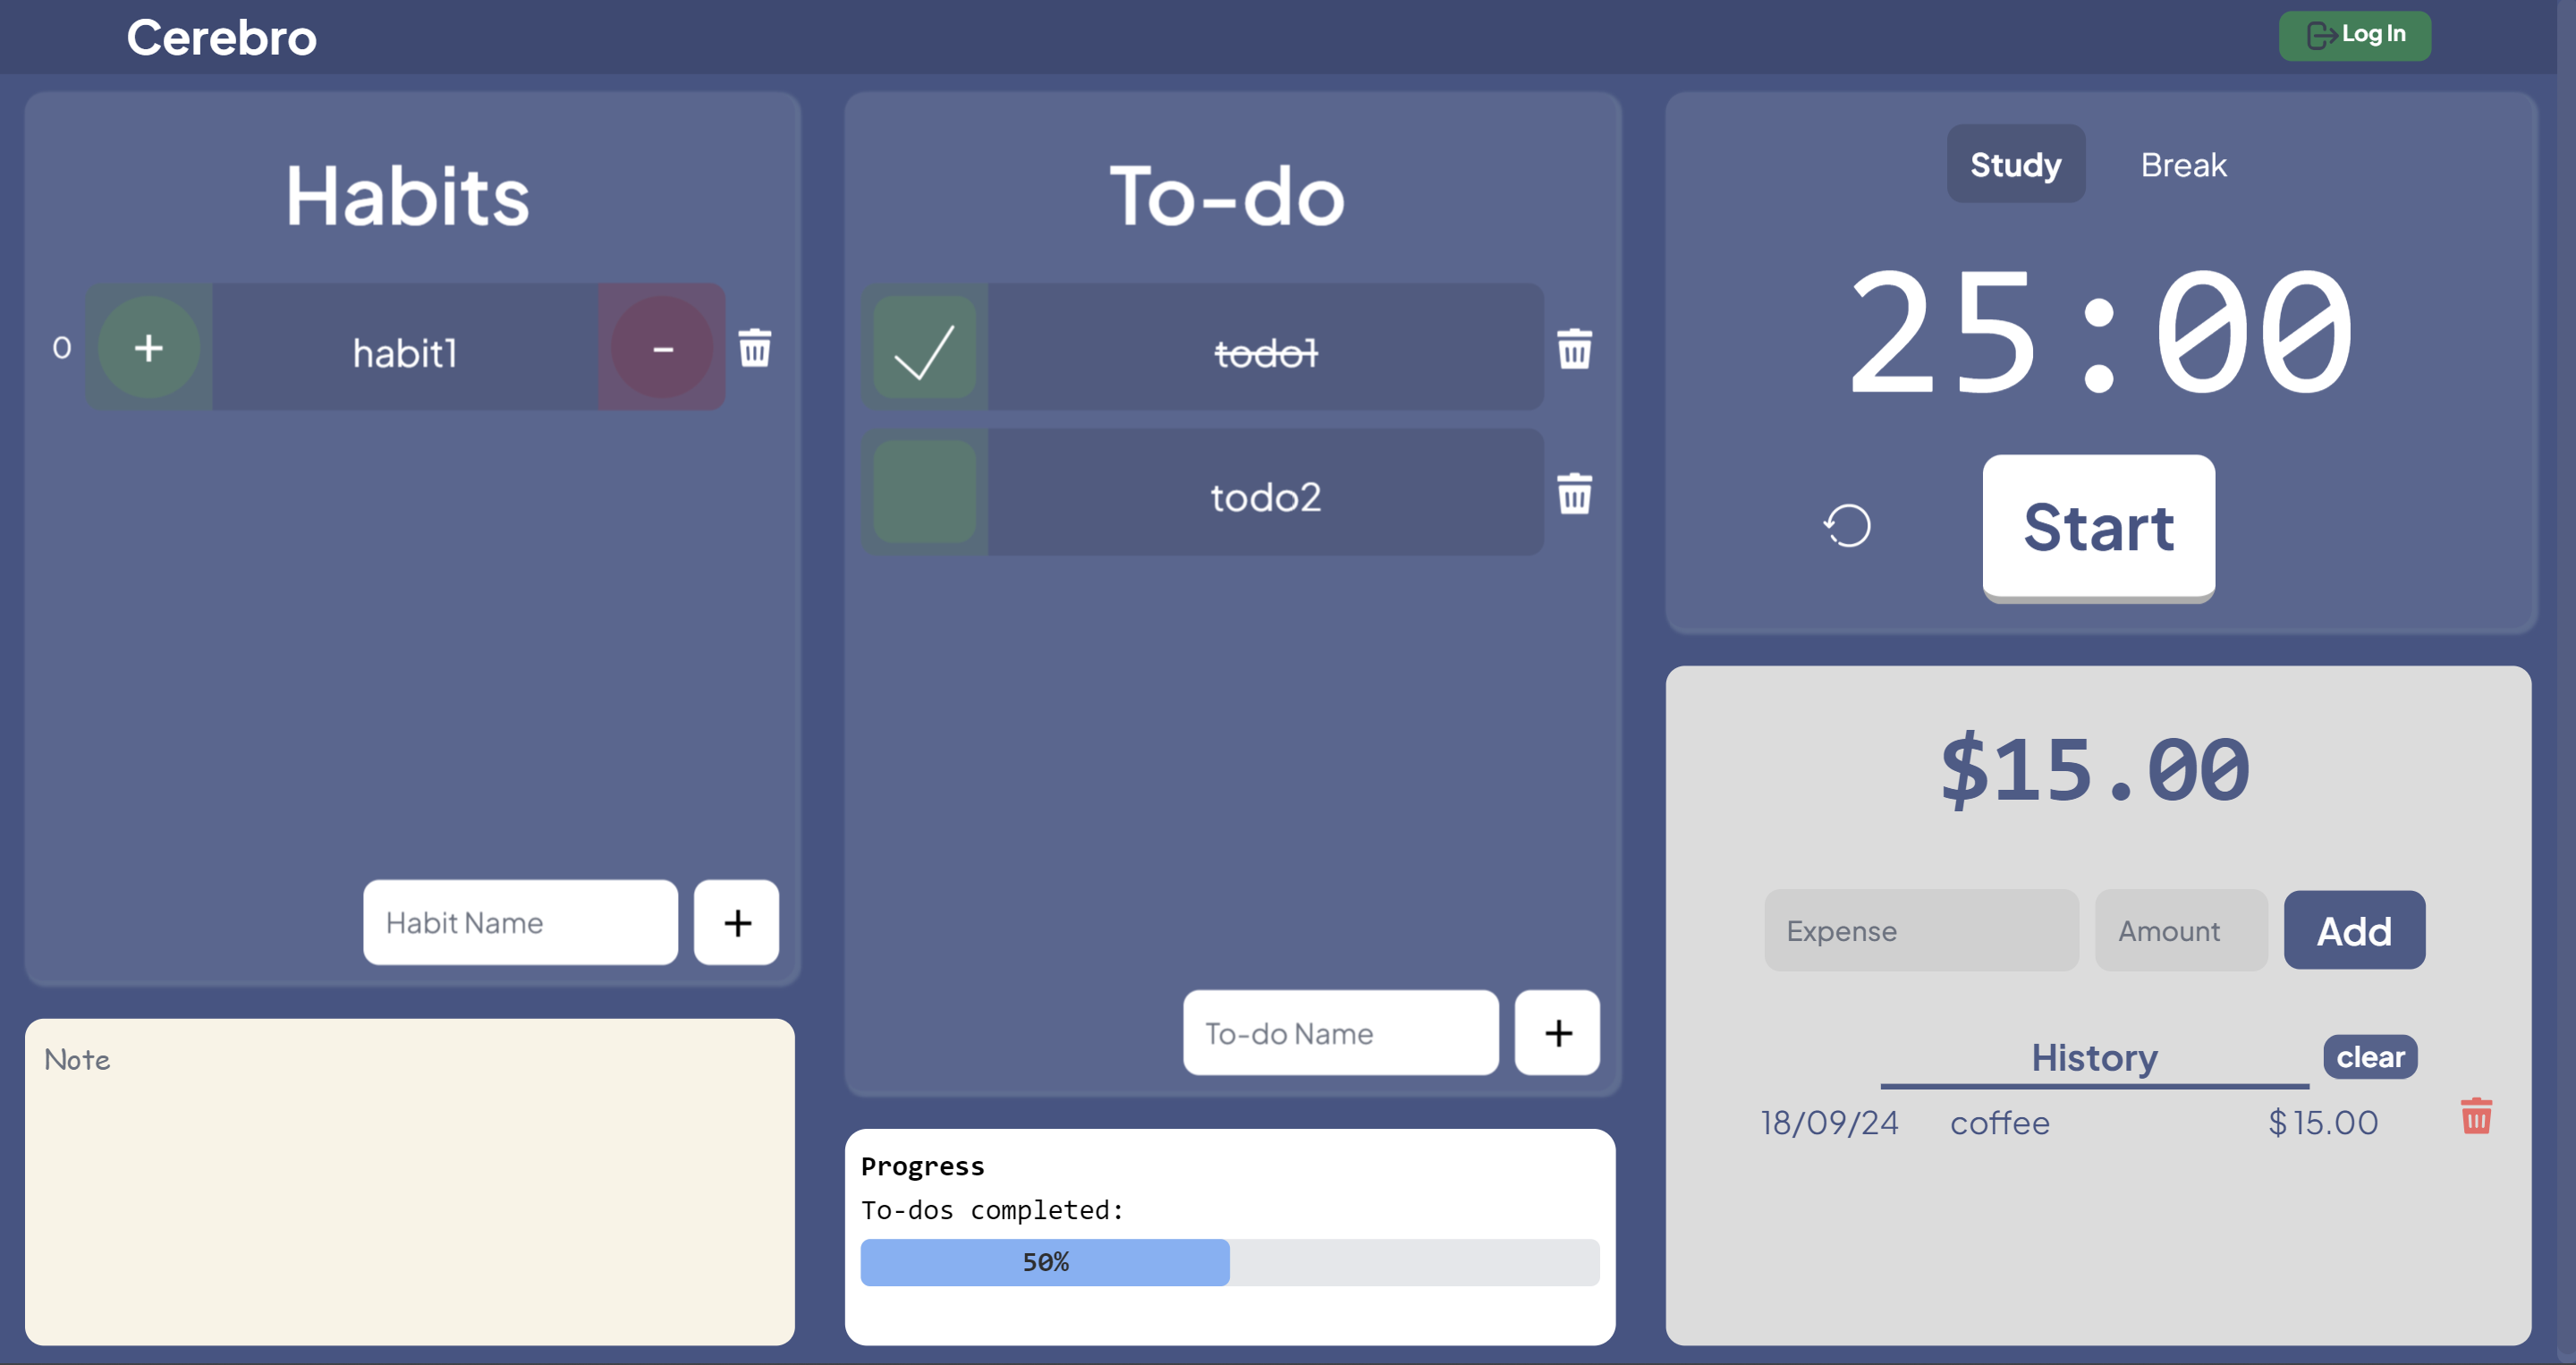 Cerebro
Log In
Habits
0 + habit1 -
Habit Name +
Note
To-do
todo1
todo2
To-do Name +
Progress
To-dos completed:
50%
Study Break
25:00
Start
$15.00
Expense Amount Add
History clear
18/09/24 coffee $15.00